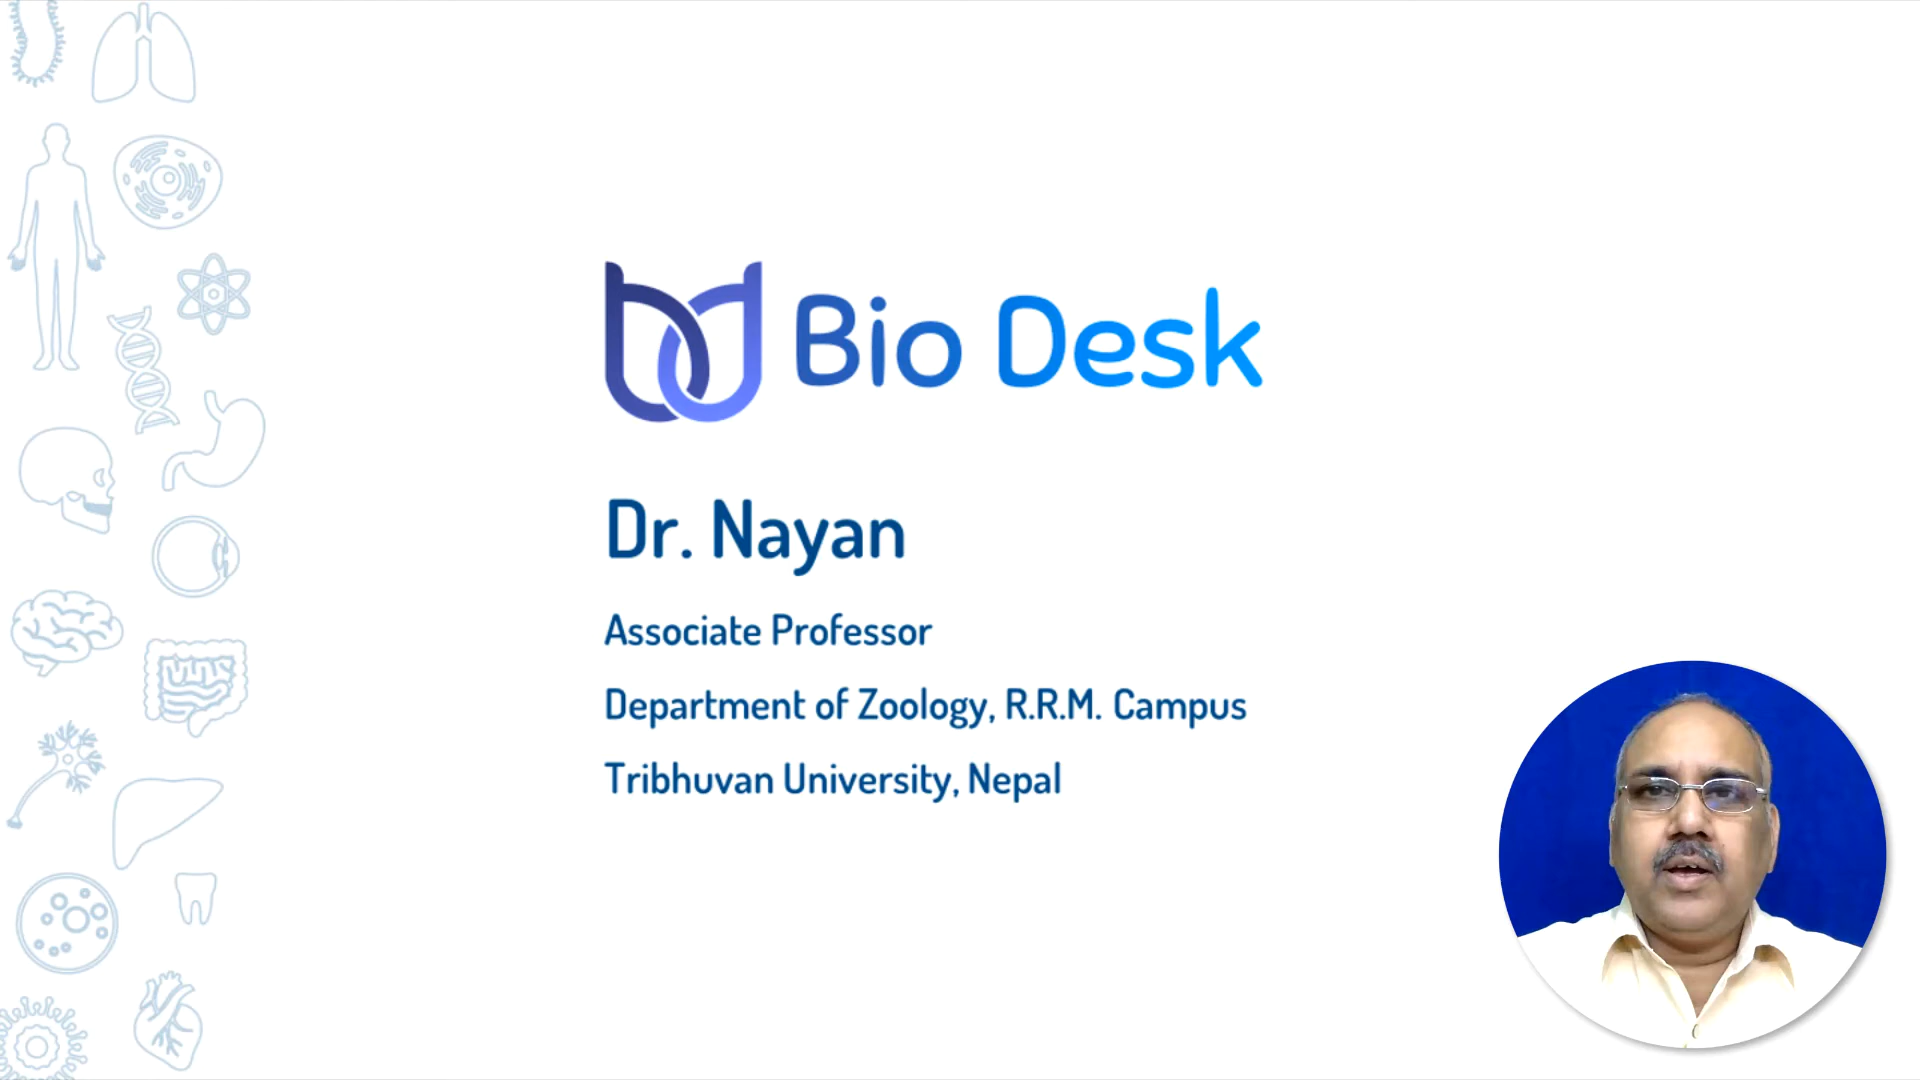 Bio Desk
Dr. Nayan
Associate Professor
Department of Zoology, R.R.M. Campus
Tribhuvan University, Nepal